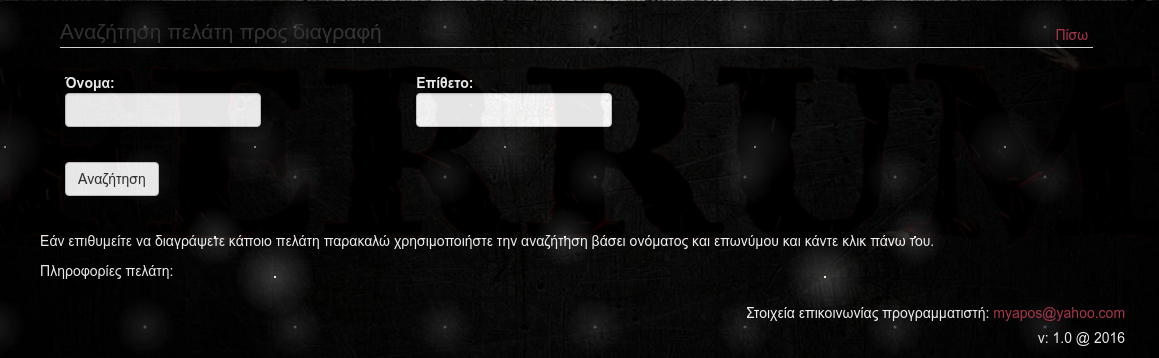 Αναζήτηση πελάτη προς διαγραφή
Πίσω
Όνομα: Επίθετο:
Αναζήτηση
Εάν επιθυμείτε να διαγράψετε κάποιο πελάτη παρακαλώ χρησιμοποιήστε την αναζήτηση βάσει ονόματος και επωνύμου και κάντε κλικ πάνω του.
Πληροφορίες πελάτη:
Στοιχεία επικοινωνίας προγραμματιστή: myapos@yahoo.com
v: 1.0 @ 2016